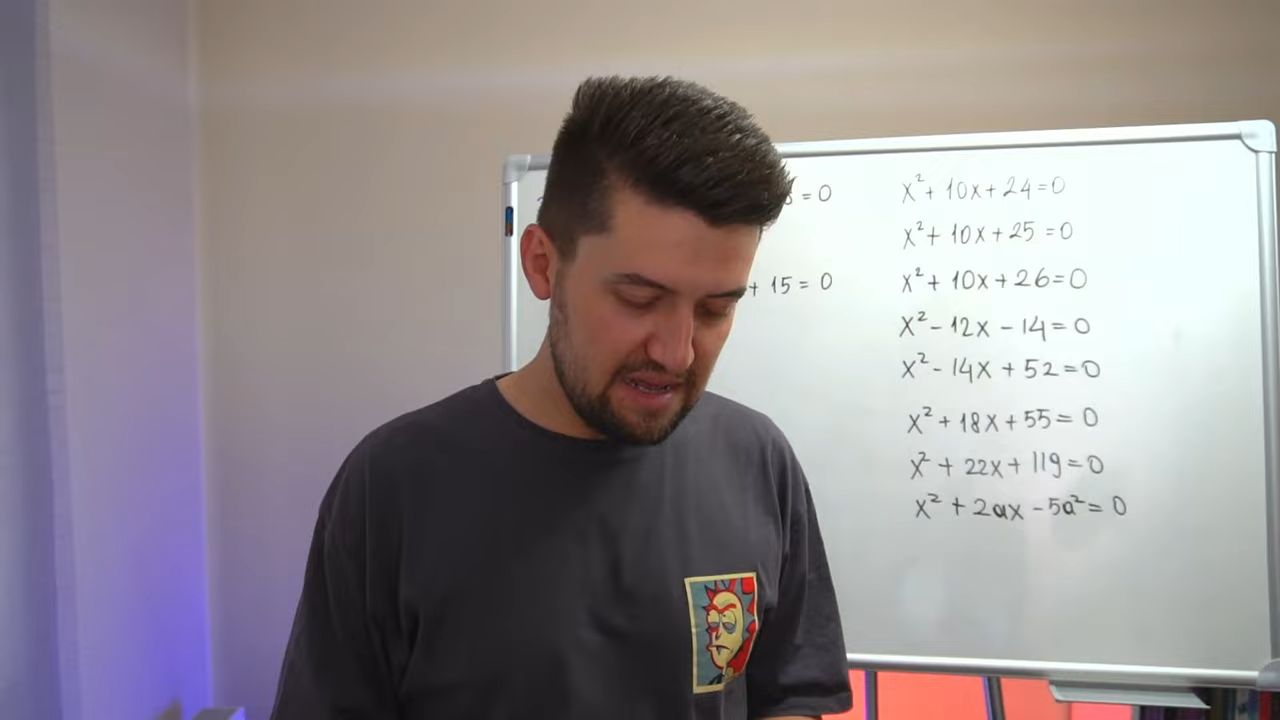 = 0
+ 15 = 0
x² + 10x + 24 = 0
x² + 10x + 25 = 0
x² + 10x + 26 = 0
x² - 12x - 14 = 0
x² - 14x + 52 = 0
x² + 18x + 55 = 0
x² + 22x + 119 = 0
x² + 2ax - 5a² = 0